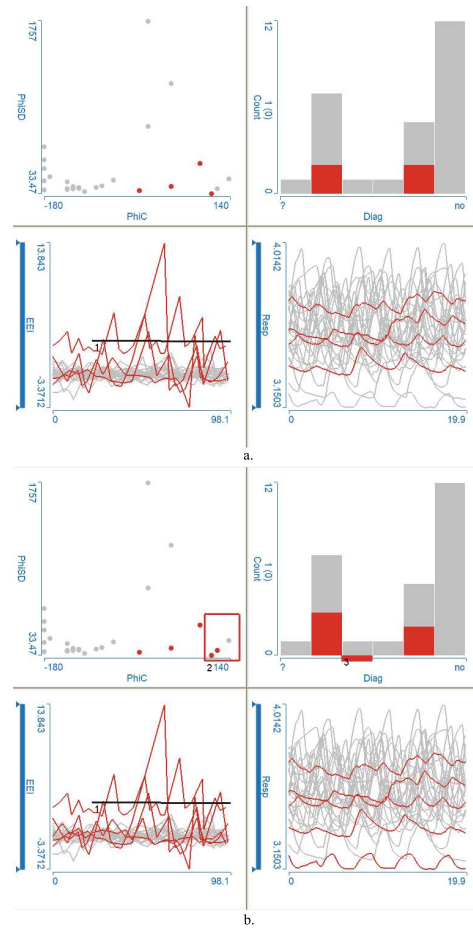 1757
PhiSD
33.47
-180
140
PhiC
12
Count
1 (0)
0
?
no
Diag
13.843
EEI
-3.3712
1
0
98.1
4.0142
Resp
3.1503
0
19.9
a.
1757
PhiSD
33.47
-180
2
140
PhiC
12
Count
1 (0)
0
?
3
no
Diag
13.843
EEI
-3.3712
1
0
98.1
4.0142
Resp
3.1503
0
19.9
b.